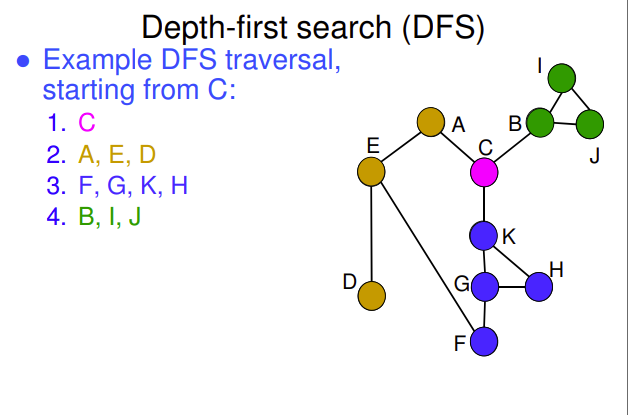 Depth-first search (DFS)
● Example DFS traversal,
starting from C:
1. C
2. A, E, D
3. F, G, K, H
4. B, I, J
I
A
B
C
E
J
K
H
D
G
F